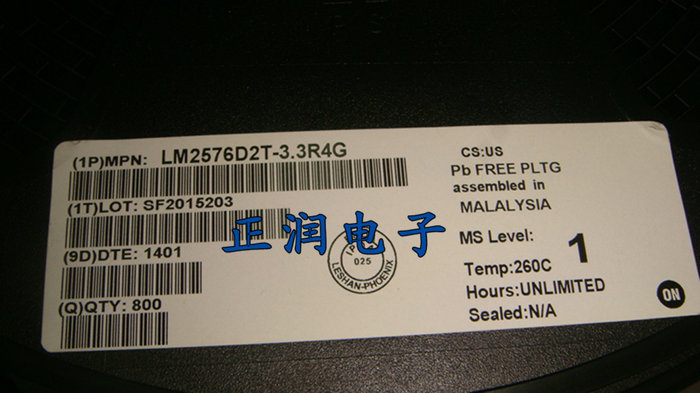 (1P)MPN: LM2576D2T-3.3R4G
(1T)LOT: SF2015203
(9D)DTE: 1401
(Q)QTY: 800
正润电子
025
LESHAN-PHOENIX
CS:US
Pb FREE PLTG
assembled in
MALALYSIA
MS Level: 1
Temp:260C
Hours:UNLIMITED
Sealed:N/A
ON